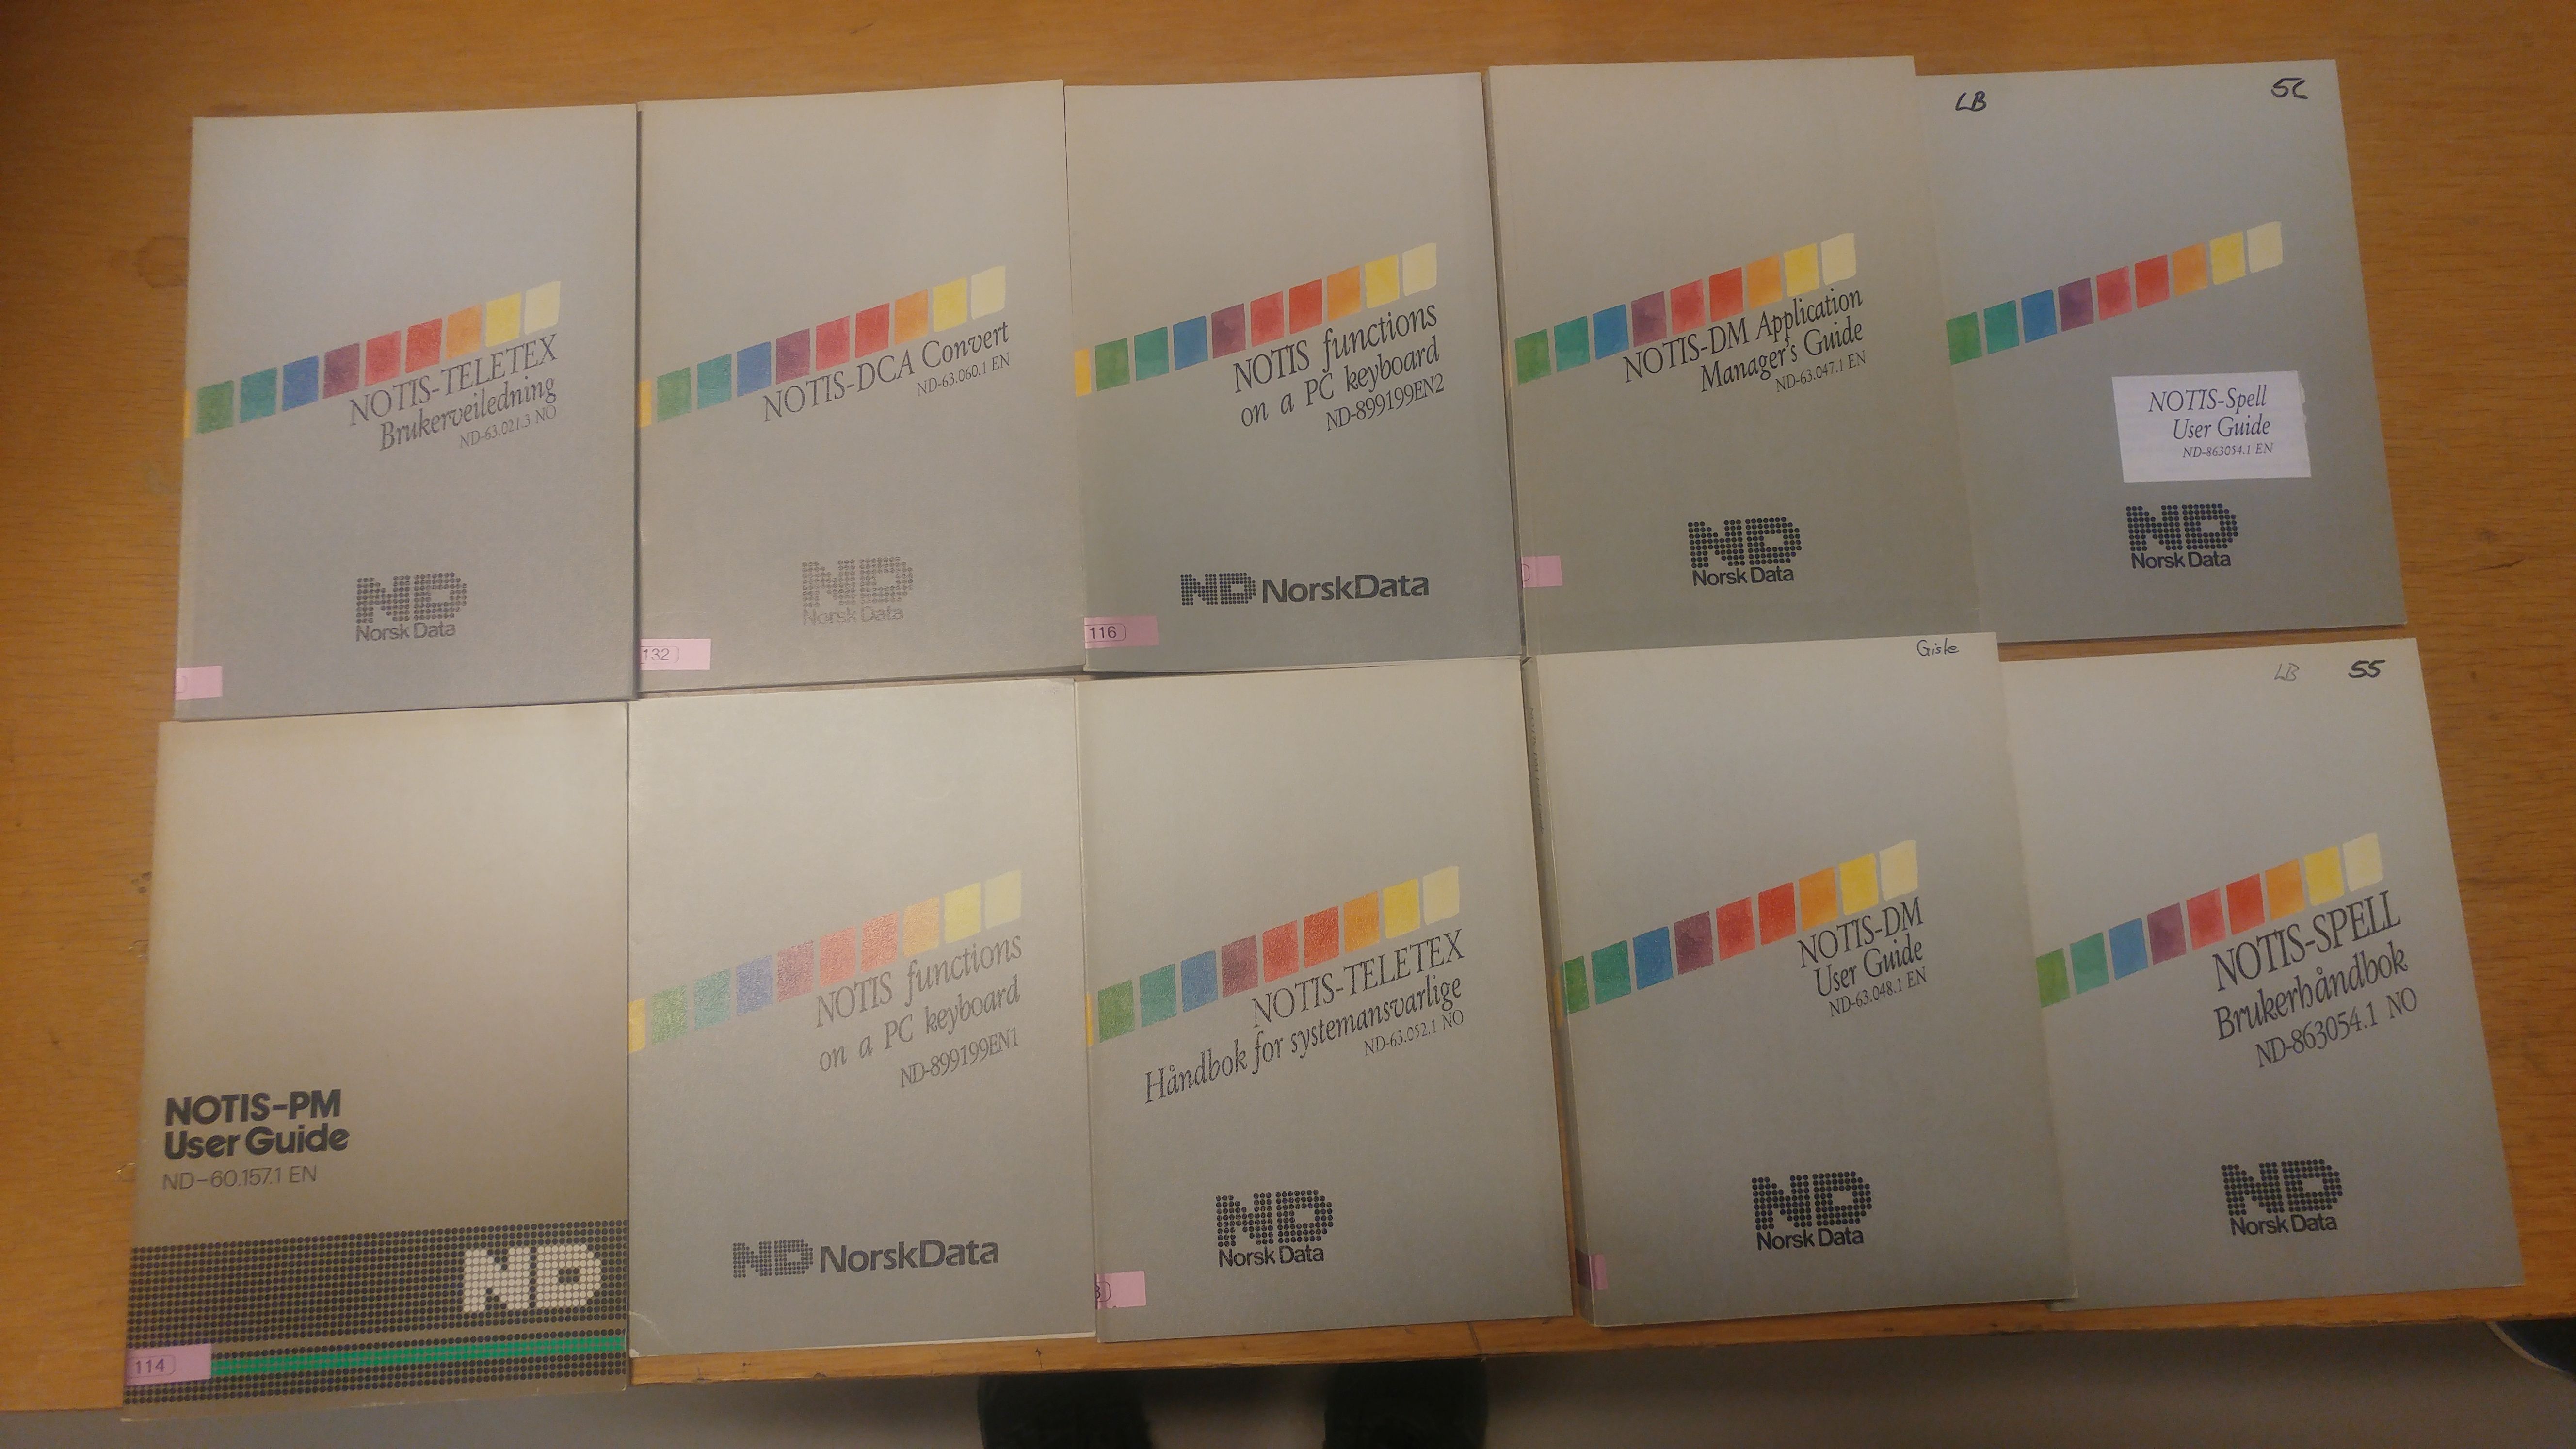 NOTIS-TELETEX
Brukerveiledning
ND-63.021.3 NO
ND
Norsk Data
NOTIS-DCA Convert
ND-63.060.1 EN
ND
Norsk Data
132
NOTIS functions
on a PC keyboard
ND-899199EN2
ND NorskData
116
NOTIS-DM Application
Manager's Guide
ND-63.047.1 EN
ND
Norsk Data
LB
NOTIS-Spell
User Guide
ND-863054.1 EN
ND
Norsk Data
NOTIS-PM
User Guide
ND-60.157.1 EN
ND
114
NOTIS functions
on a PC keyboard
ND-899199EN1
ND NorskData
NOTIS-TELETEX
Håndbok for systemansvarlige
ND-63.052.1 NO
ND
Norsk Data
Giske
NOTIS-DM
User Guide
ND-63.048.1 EN
ND
Norsk Data
LB 55
NOTIS-SPELL
Brukerhåndbok
ND-863054.1 NO
ND
Norsk Data